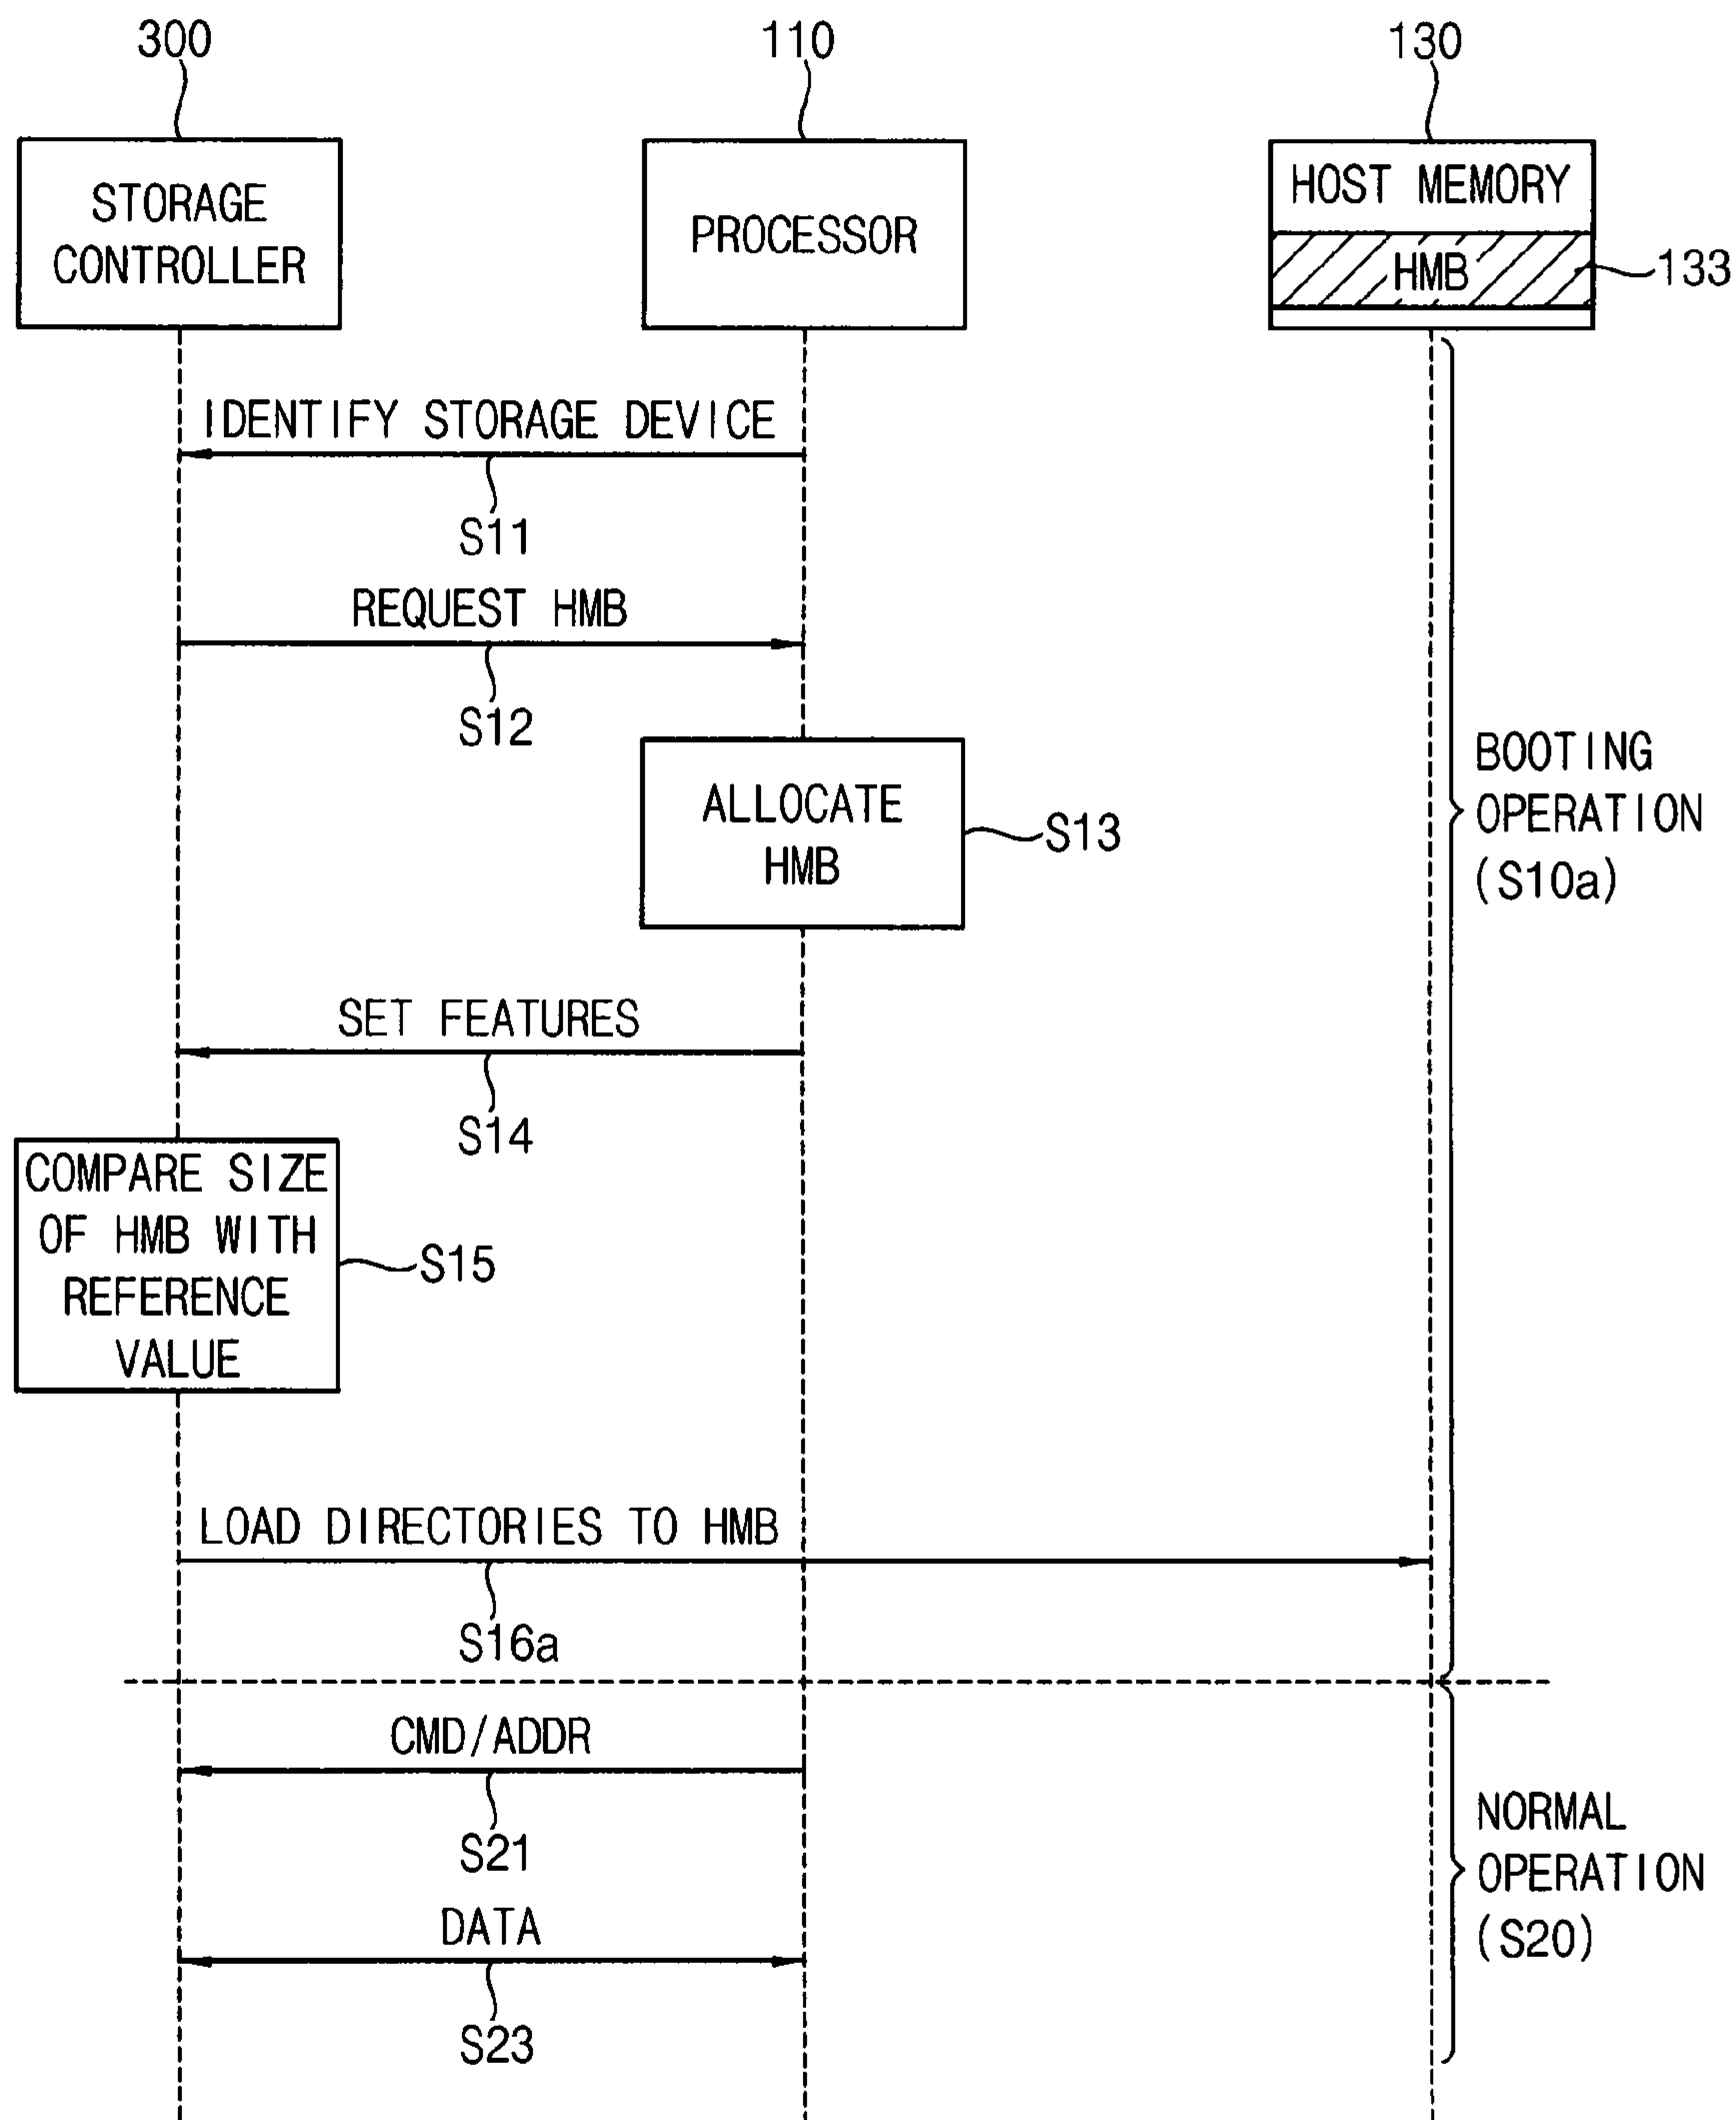 300
110
130
STORAGE
CONTROLLER
PROCESSOR
HOST MEMORY
HMB
133
IDENTIFY STORAGE DEVICE
S11
REQUEST HMB
S12
ALLOCATE
HMB
S13
BOOTING
OPERATION
(S10a)
SET FEATURES
S14
COMPARE SIZE
OF HMB WITH
REFERENCE
VALUE
S15
LOAD DIRECTORIES TO HMB
S16a
CMD/ADDR
S21
NORMAL
OPERATION
(S20)
DATA
S23